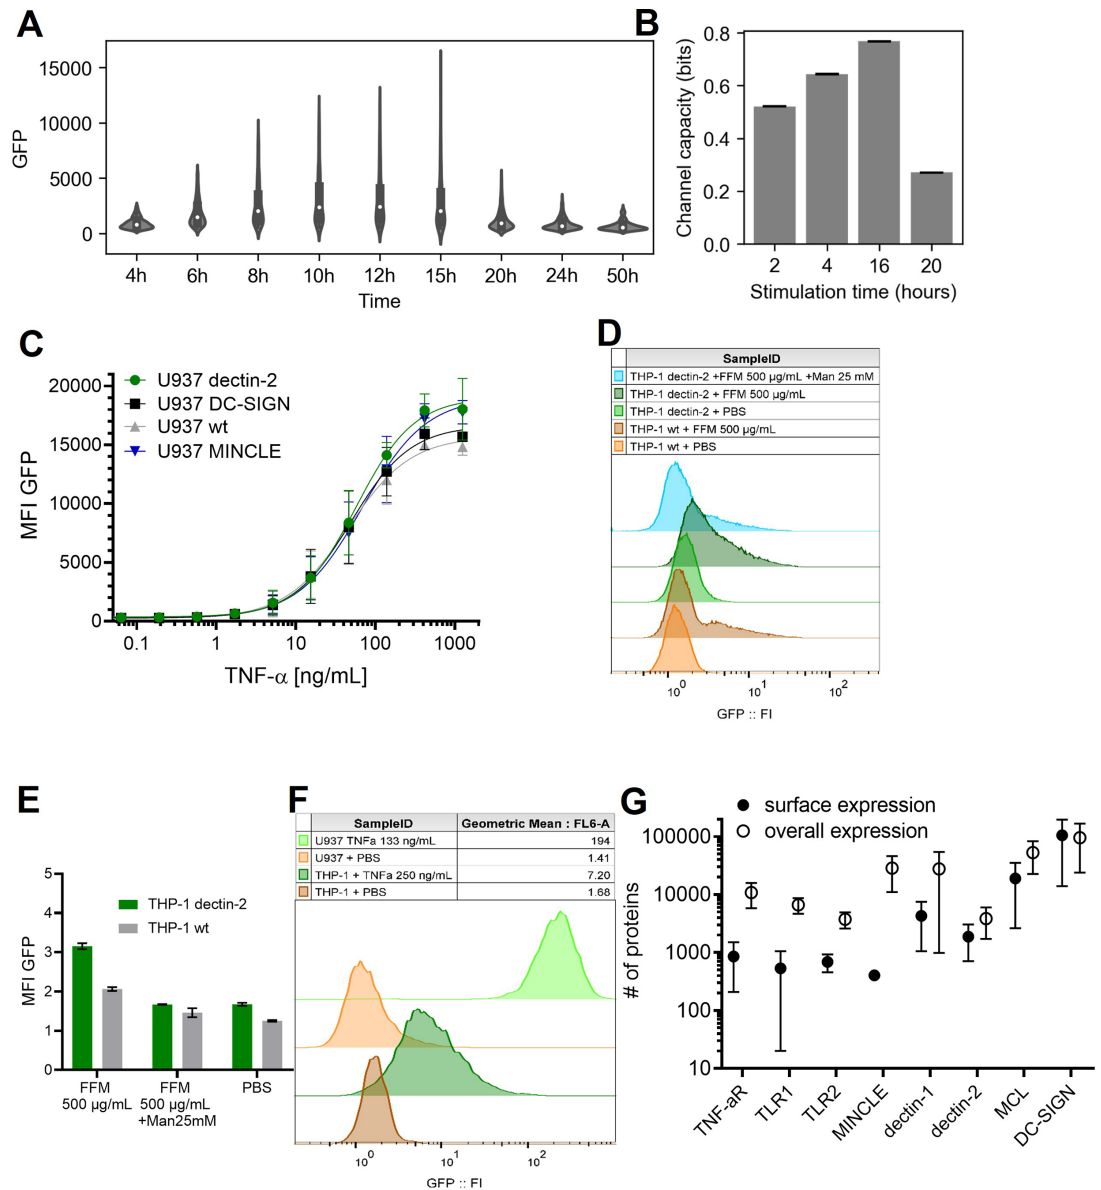 A
GFP
15000
10000
5000
0
4h 6h 8h 10h 12h 15h 20h 24h 50h
Time
B
Channel capacity (bits)
0.8
0.6
0.4
0.2
0.0
2 4 16 20
Stimulation time (hours)
C
U937 dectin-2
U937 DC-SIGN
U937 wt
U937 MINCLE
MFI GFP
20000
15000
10000
5000
0
0.1 1 10 100 1000
TNF-α [ng/mL]
D
SampleID
THP-1 dectin-2 +FFM 500 µg/mL +Man 25 mM
THP-1 dectin-2 + FFM 500 µg/mL
THP-1 dectin-2 + PBS
THP-1 wt + FFM 500 µg/mL
THP-1 wt + PBS
10⁰ 10¹ 10²
GFP :: FI
E
THP-1 dectin-2
THP-1 wt
MFI GFP
5
4
3
2
1
0
FFM 500 µg/mL
FFM 500 µg/mL +Man25mM
PBS
F
SampleID Geometric Mean : FL6-A
U937 TNFa 133 ng/mL 194
U937 + PBS 1.41
THP-1 + TNFa 250 ng/mL 7.20
THP-1 + PBS 1.68
10⁰ 10¹ 10²
GFP :: FI
G
surface expression
overall expression
# of proteins
100000
10000
1000
100
10
TNF-aR TLR1 TLR2 MINCLE dectin-1 dectin-2 MCL DC-SIGN